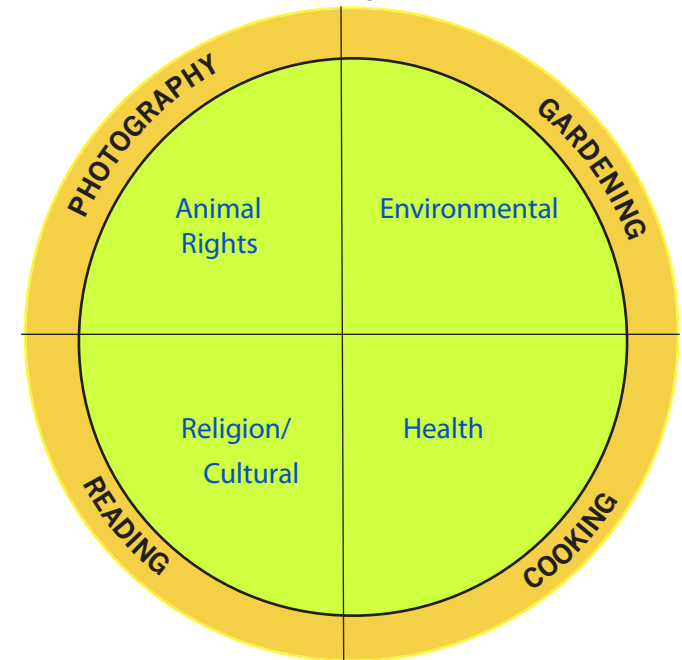 PHOTOGRAPHY
GARDENING
Animal
Rights
Environmental
Religion/
Cultural
Health
READING
COOKING